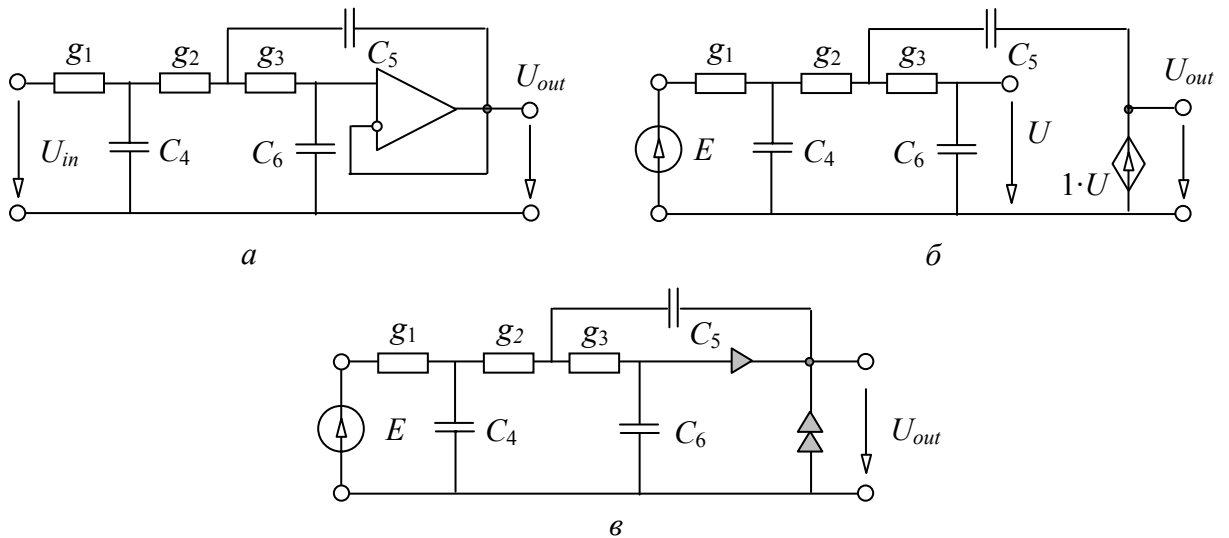 g1 g2 g3 C5
Uin C4 C6 Uout
а
g1 g2 g3 C5
E C4 C6 U 1·U Uout
б
g1 g2 g3 C5
E C4 C6 Uout
в